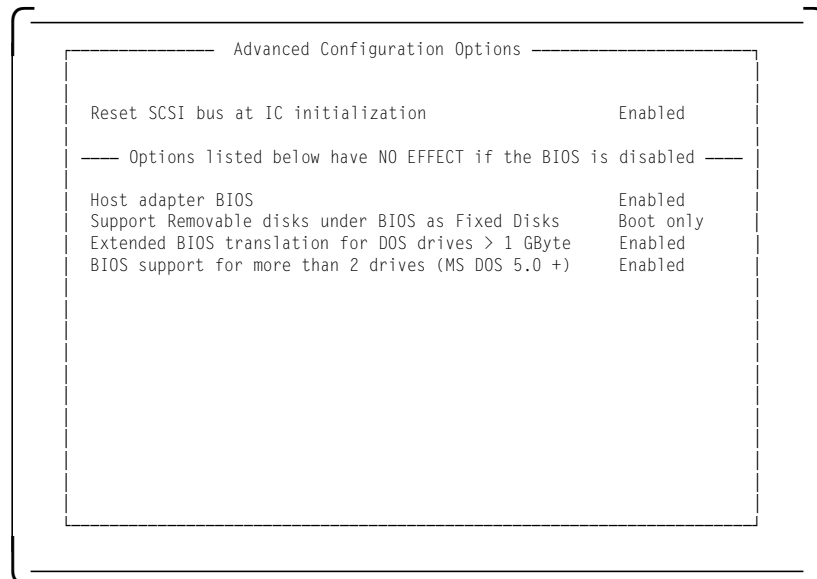 Advanced Configuration Options
Reset SCSI bus at IC initialization Enabled
Options listed below have NO EFFECT if the BIOS is disabled
Host adapter BIOS Enabled
Support Removable disks under BIOS as Fixed Disks Boot only
Extended BIOS translation for DOS drives > 1 GByte Enabled
BIOS support for more than 2 drives (MS DOS 5.0 +) Enabled